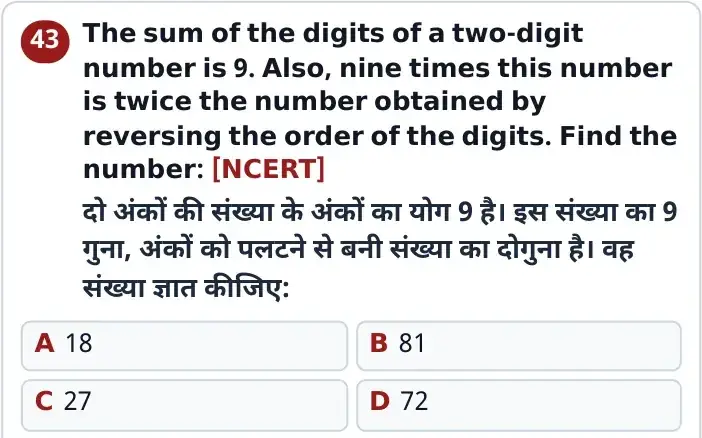 43 The sum of the digits of a two-digit
number is 9. Also, nine times this number
is twice the number obtained by
reversing the order of the digits. Find the
number: [NCERT]
दो अंकों की संख्या के अंकों का योग 9 है। इस संख्या का 9
गुना, अंकों को पलटने से बनी संख्या का दोगुना है। वह
संख्या ज्ञात कीजिए:
A 18
B 81
C 27
D 72